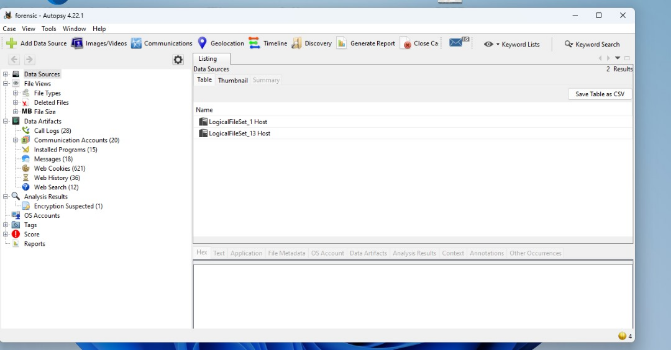 forensic - Autopsy 4.22.1
Case View Tools Window Help
Add Data Source Images/Videos Communications Geolocation Timeline Discovery Generate Report Close Ca Keyword Lists Keyword Search
Listing
Data Sources 2 Results
Table Thumbnail Summary
Save Table as CSV
Name
LogicalFileSet_1 Host
LogicalFileSet_13 Host
Data Sources
File Views
File Types
Deleted Files
MB File Size
Data Artifacts
Call Logs (28)
Communication Accounts (20)
Installed Programs (15)
Messages (18)
Web Cookies (621)
Web History (36)
Web Search (12)
Analysis Results
Encryption Suspected (1)
OS Accounts
Tags
Score
Reports
Hex Text Application File Metadata OS Account Data Artifacts Analysis Results Context Annotations Other Occurrences
4